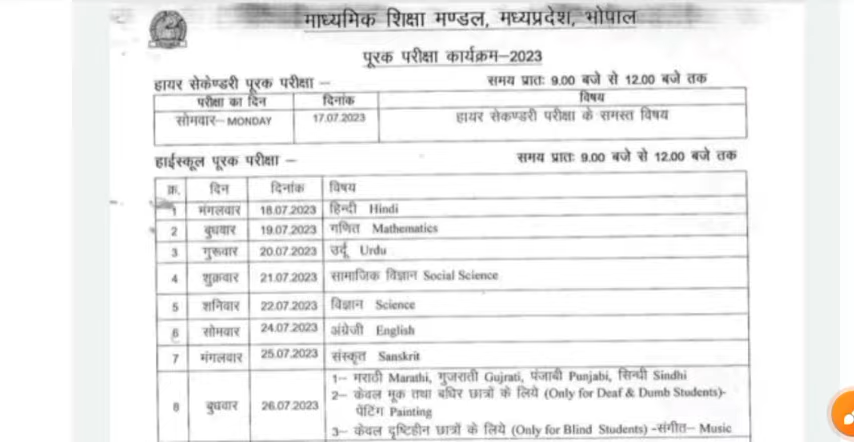 माध्यमिक शिक्षा मण्डल, मध्यप्रदेश, भोपाल
पूरक परीक्षा कार्यक्रम–2023
हायर सेकेण्डरी पूरक परीक्षा – समय प्रातः 9.00 बजे से 12.00 बजे तक
परीक्षा का दिन दिनांक विषय
सोमवार– MONDAY 17.07.2023 हायर सेकण्डरी परीक्षा के समस्त विषय
हाईस्कूल पूरक परीक्षा – समय प्रातः 9.00 बजे से 12.00 बजे तक
क्र. दिन दिनांक विषय
1 मंगलवार 18.07.2023 हिन्दी Hindi
2 बुधवार 19.07.2023 गणित Mathematics
3 गुरूवार 20.07.2023 उर्दू Urdu
4 शुक्रवार 21.07.2023 सामाजिक विज्ञान Social Science
5 शनिवार 22.07.2023 विज्ञान Science
6 सोमवार 24.07.2023 अंग्रेजी English
7 मंगलवार 25.07.2023 संस्कृत Sanskrit
8 बुधवार 26.07.2023 1– मराठी Marathi, गुजराती Gujrati, पंजाबी Punjabi, सिन्धी Sindhi
2– केवल मूक तथा बधिर छात्रों के लिये (Only for Deaf & Dumb Students)-
पेंटिंग Painting
3– केवल दृष्टिहीन छात्रों के लिये (Only for Blind Students) –संगीत– Music